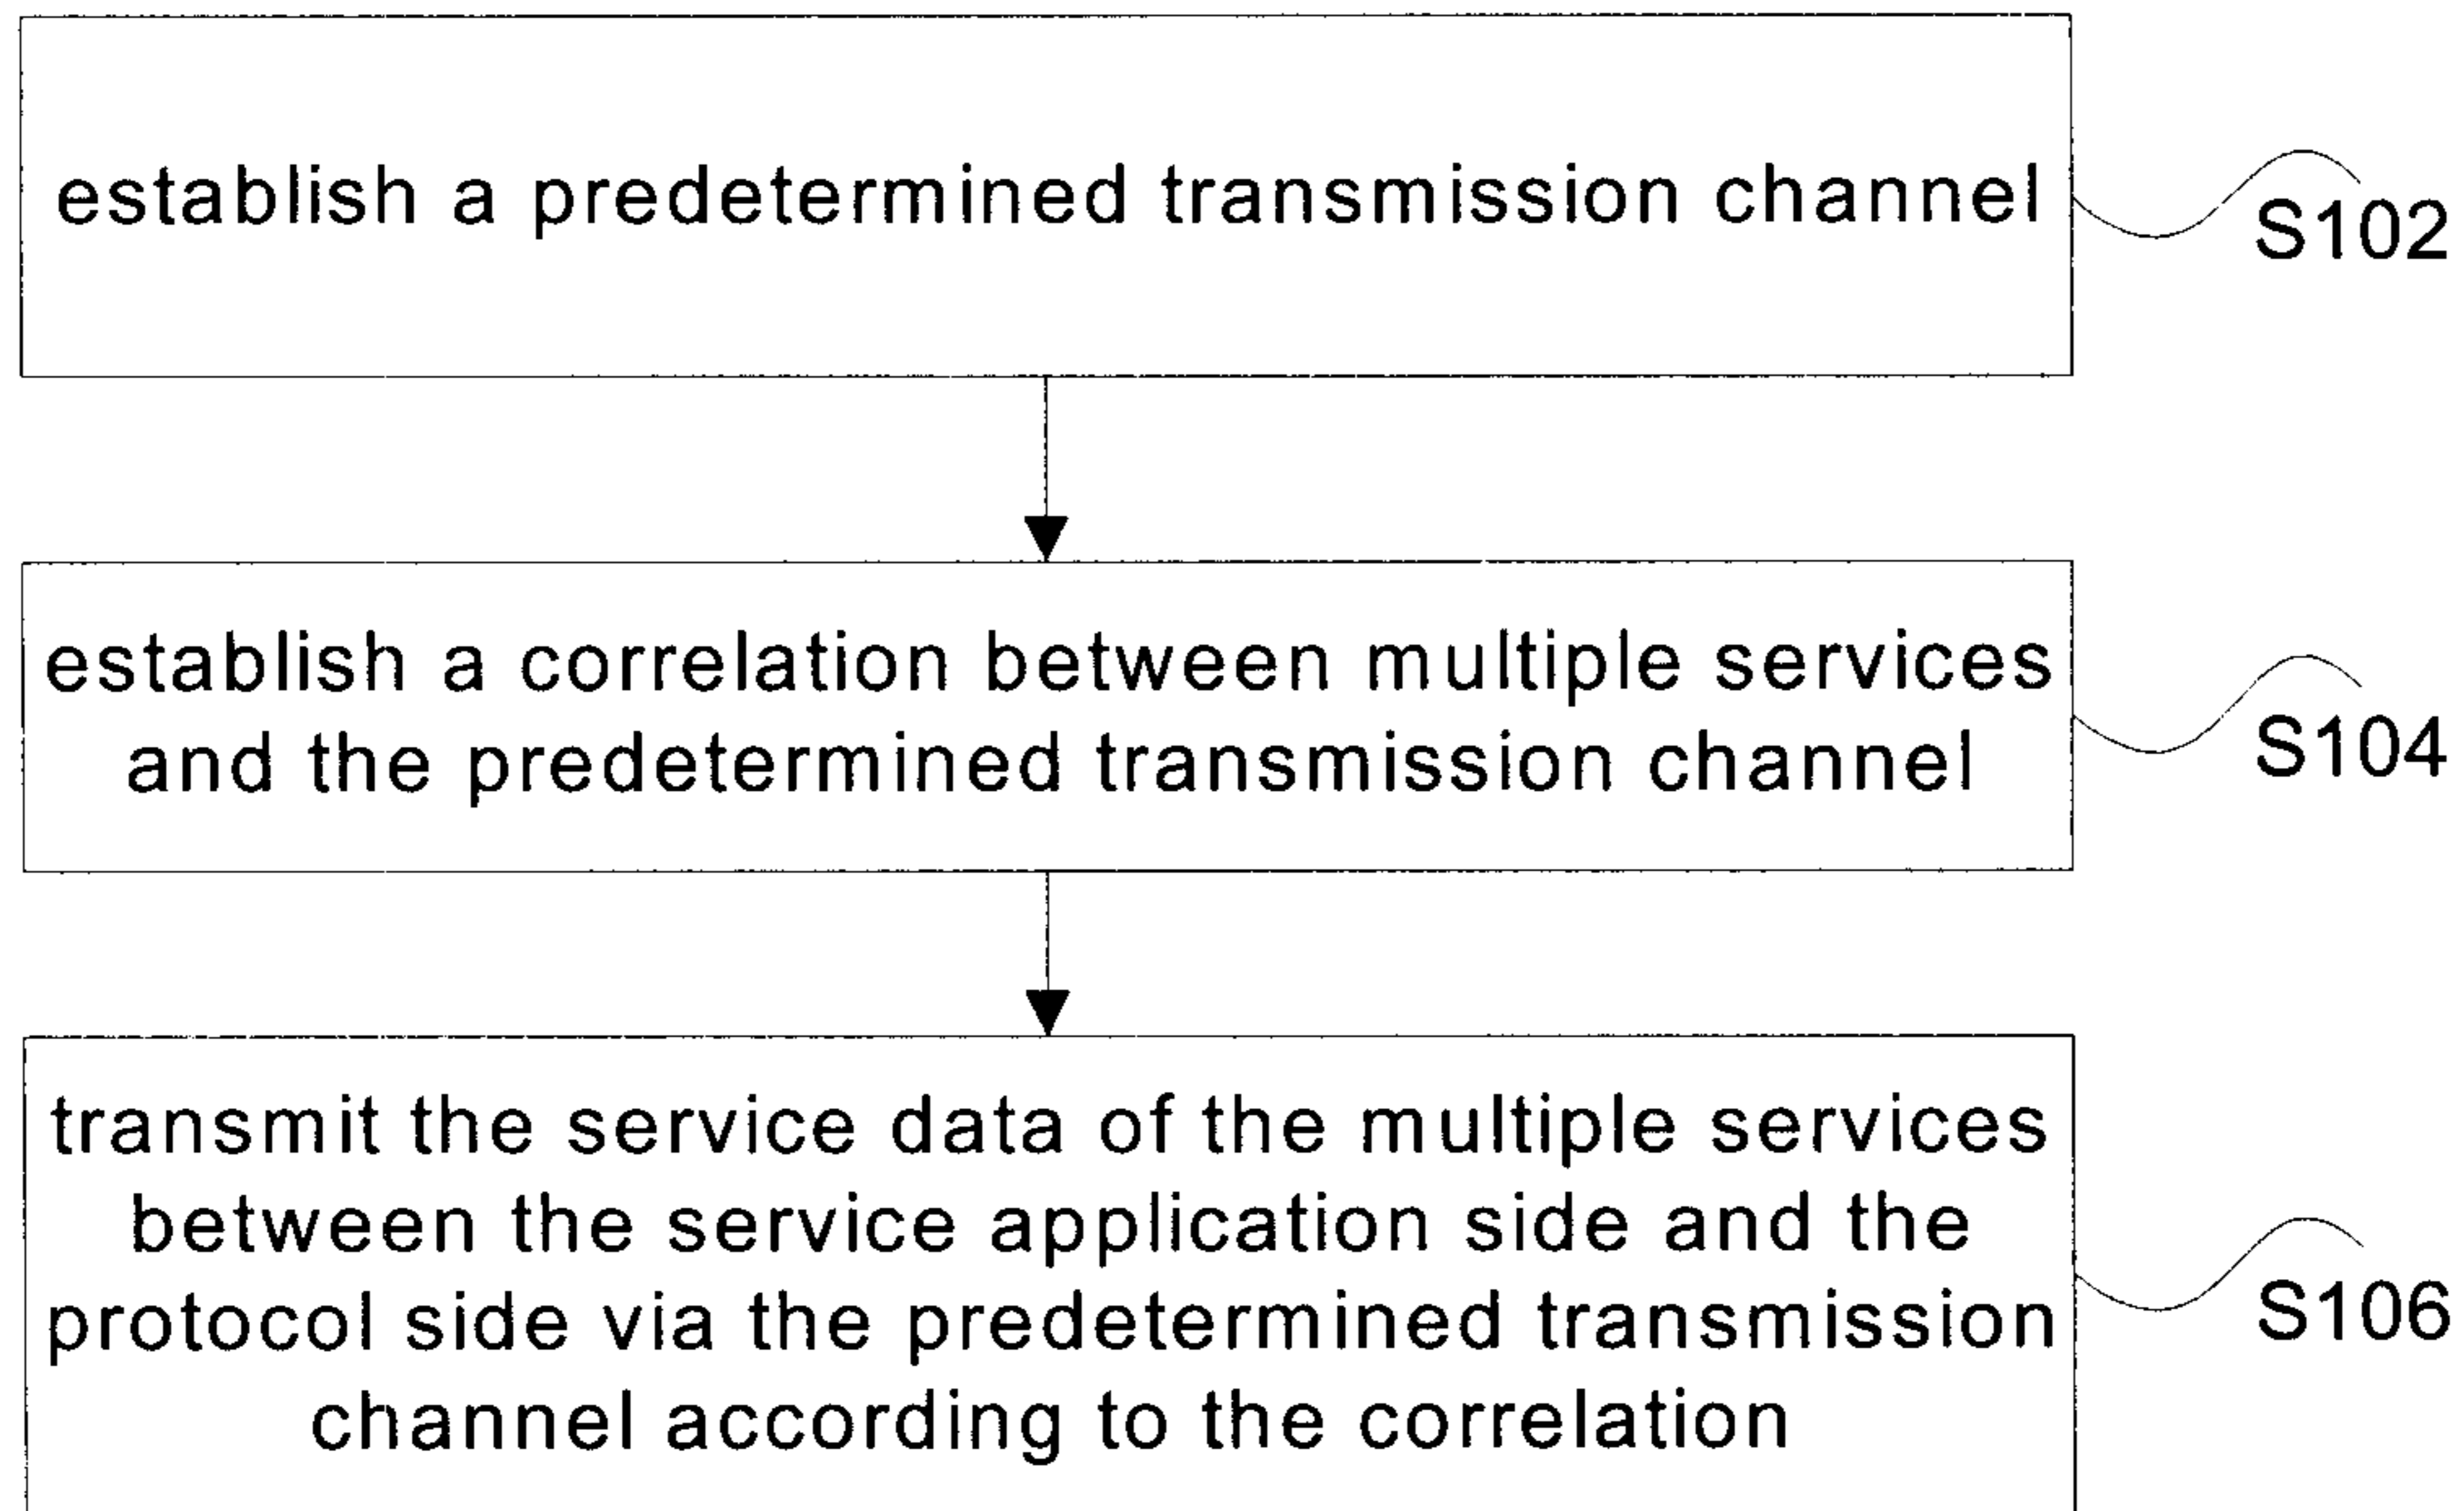 establish a predetermined transmission channel
S102
establish a correlation between multiple services
and the predetermined transmission channel
S104
transmit the service data of the multiple services
between the service application side and the
protocol side via the predetermined transmission
channel according to the correlation
S106